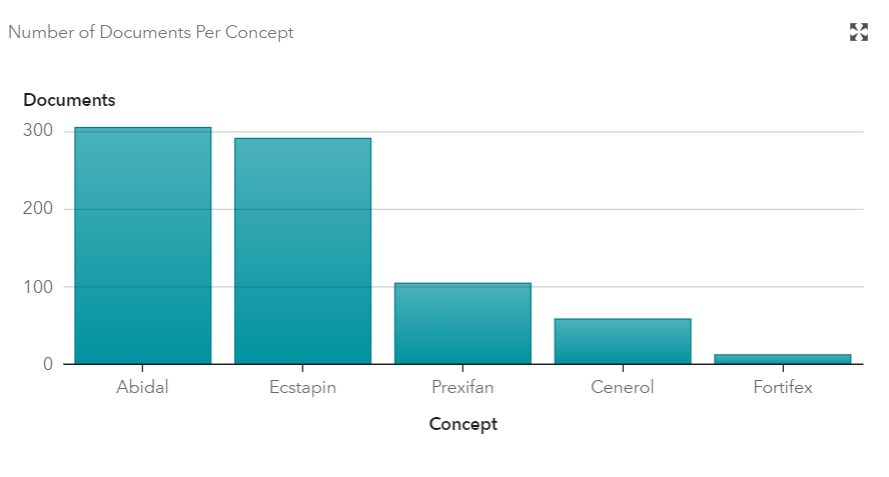 Number of Documents Per Concept
Documents
300
200
100
0
Abidal Ecstapin Prexifan Cenerol Fortifex
Concept